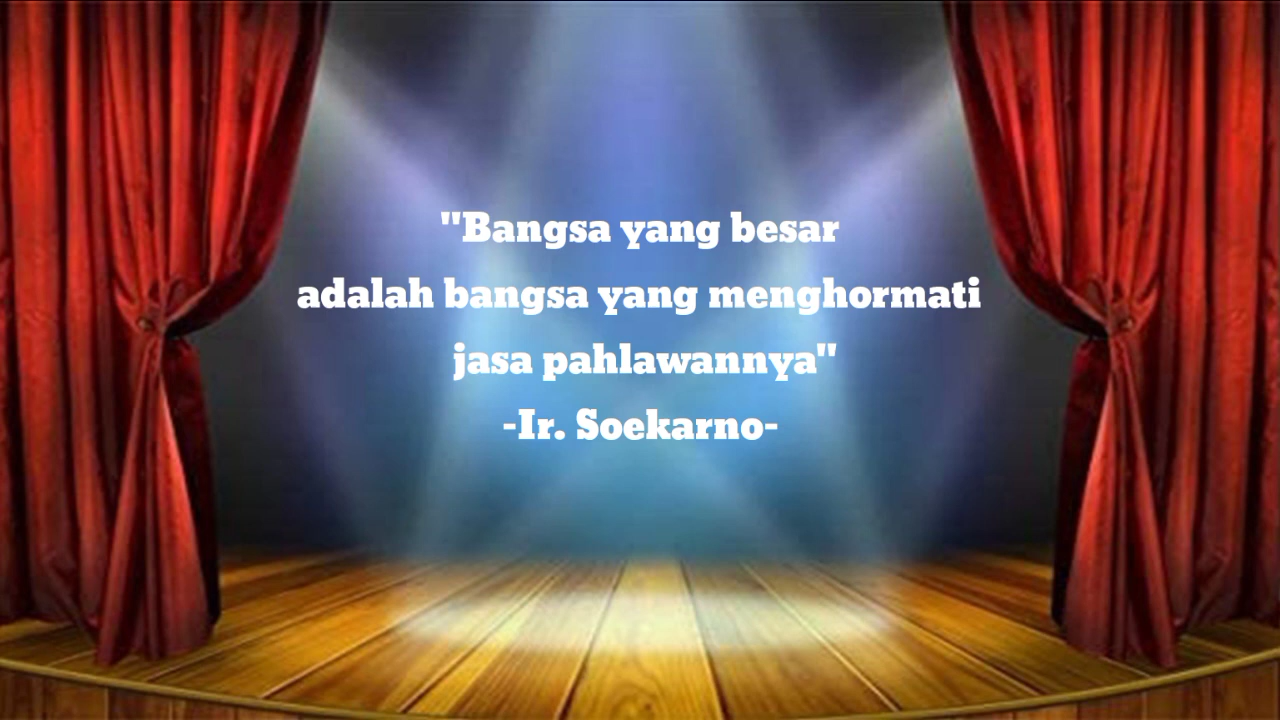 "Bangsa yang besar
adalah bangsa yang menghormati
jasa pahlawannya"
-Ir. Soekarno-